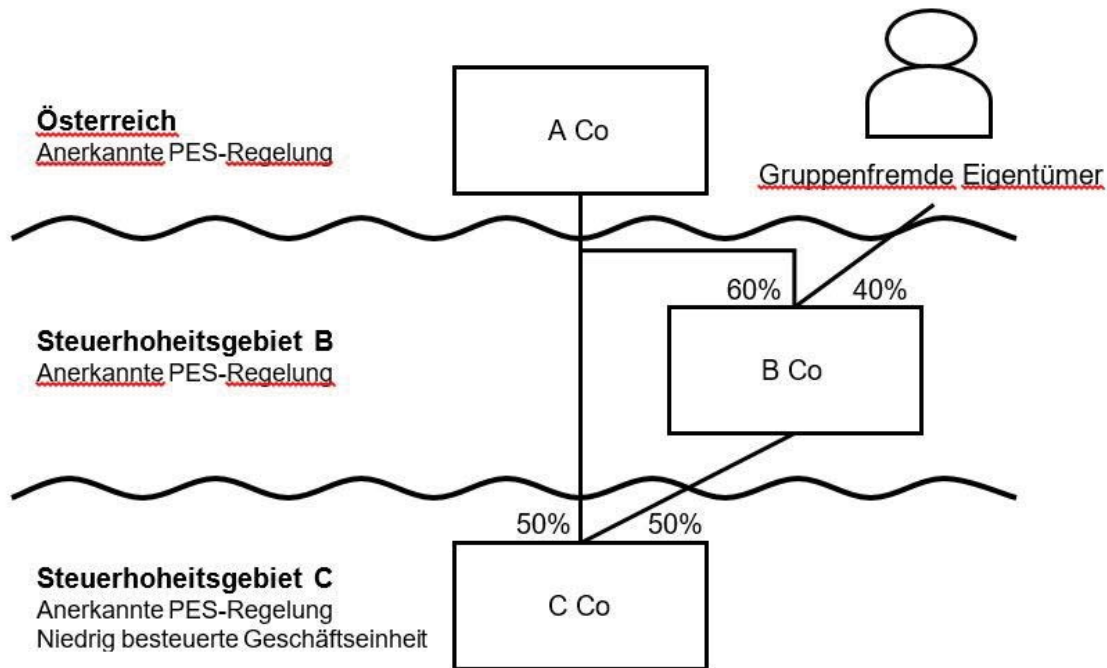 Österreich
Anerkannte PES-Regelung
A Co
Gruppenfremde Eigentümer
60%
40%
Steuerhoheitsgebiet B
Anerkannte PES-Regelung
B Co
50%
50%
Steuerhoheitsgebiet C
Anerkannte PES-Regelung
Niedrig besteuerte Geschäftseinheit
C Co